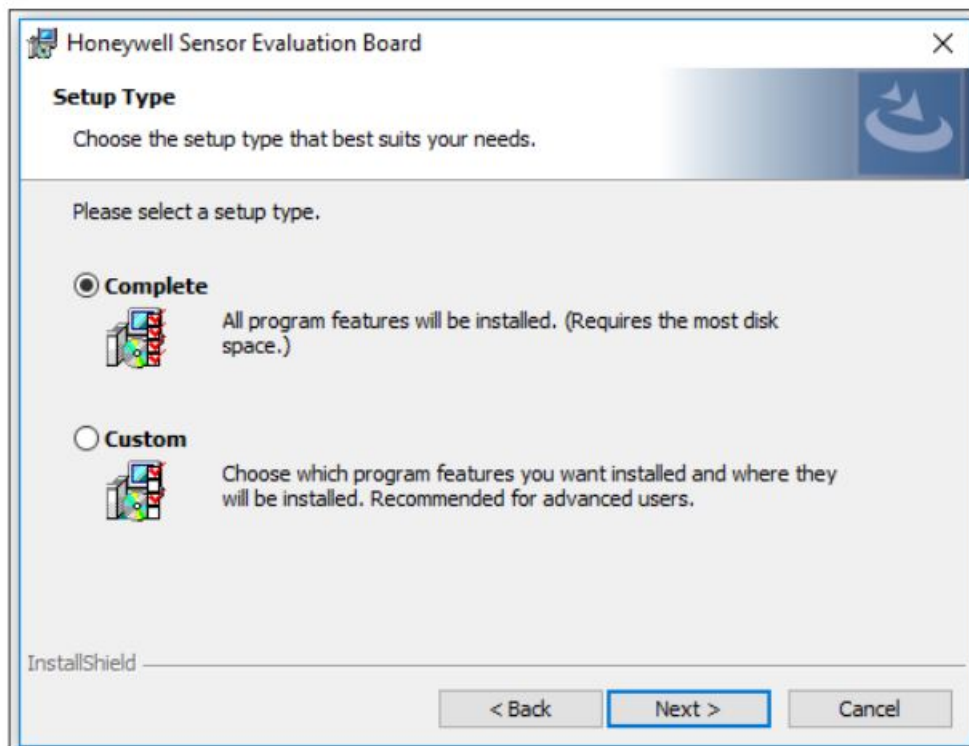 Honeywell Sensor Evaluation Board
Setup Type
Choose the setup type that best suits your needs.
Please select a setup type.
Complete
All program features will be installed. (Requires the most disk
space.)
Custom
Choose which program features you want installed and where they
will be installed. Recommended for advanced users.
InstallShield
< Back
Next >
Cancel